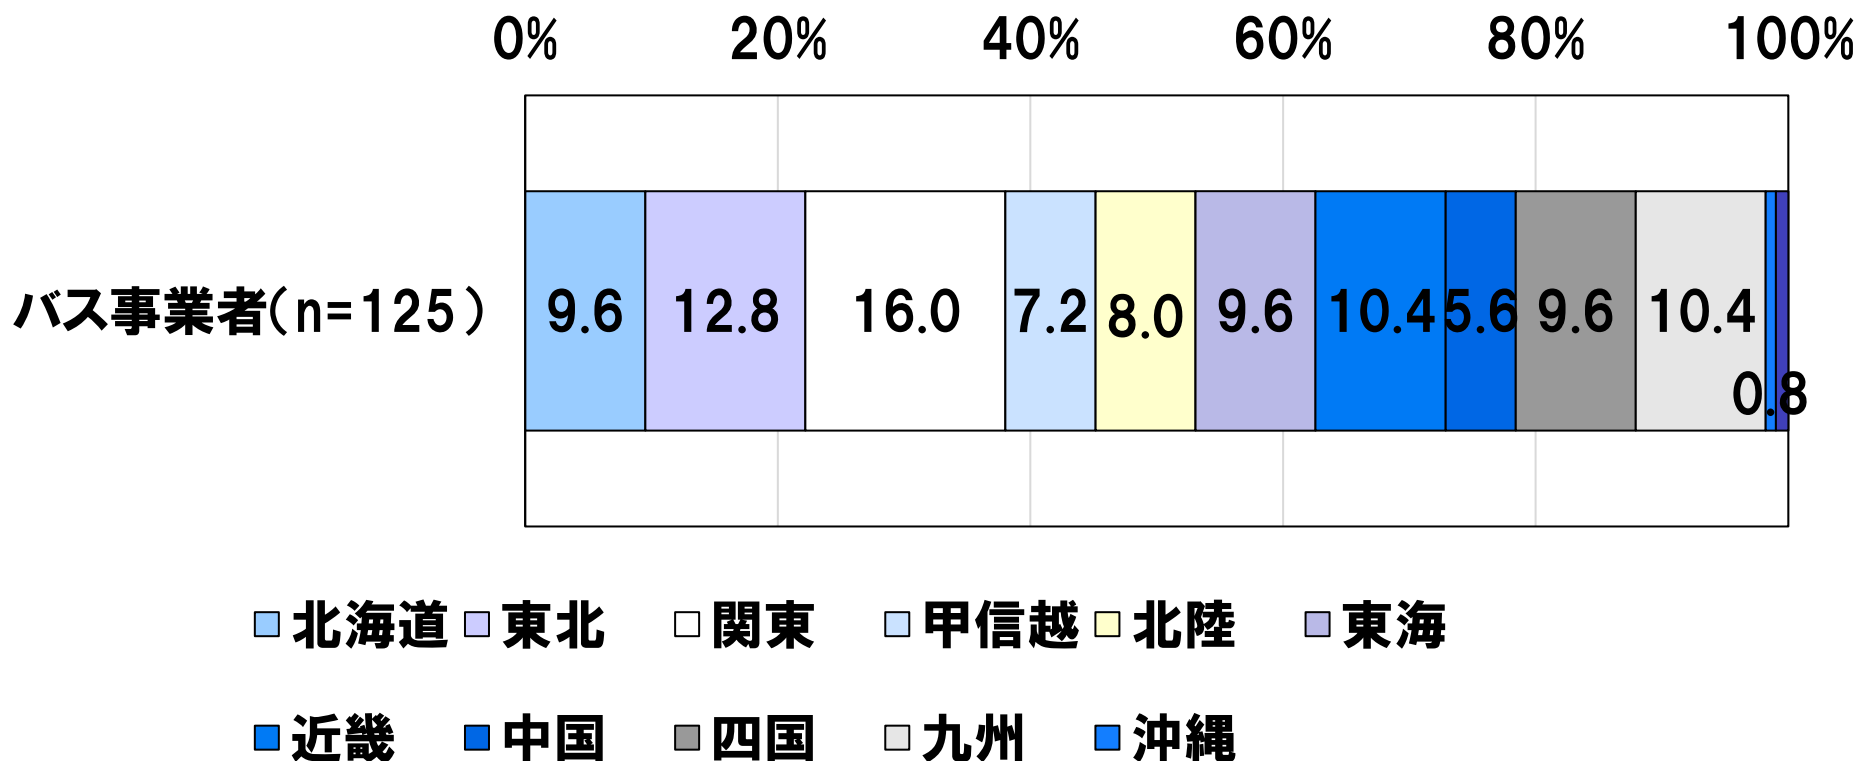 0% 20% 40% 60% 80% 100%
バス事業者(n=125) 9.6 12.8 16.0 7.2 8.0 9.6 10.4 5.6 9.6 10.4
0.8
北海道 東北 関東 甲信越 北陸 東海
近畿 中国 四国 九州 沖縄